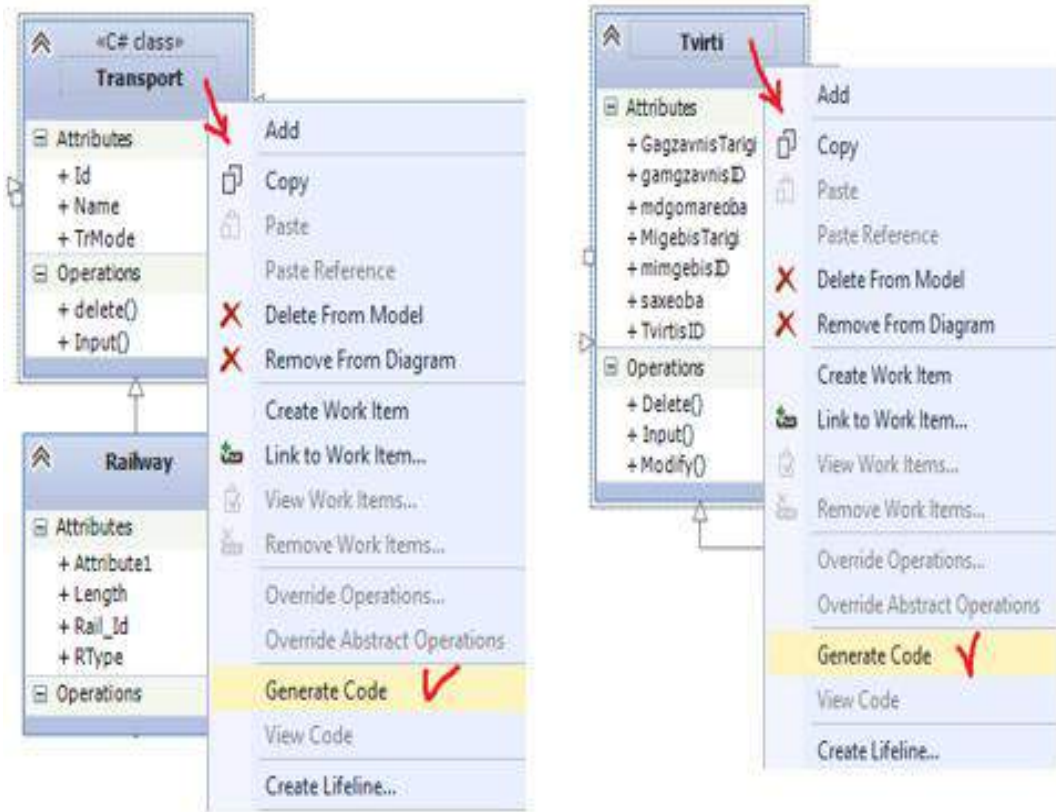 «C# class»
Transport
Attributes
+ Id
+ Name
+ TrMode
Operations
+ delete()
+ Input()
Railway
Attributes
+ Attribute1
+ Length
+ Rail_Id
+ RType
Operations
Add
Copy
Paste
Paste Reference
Delete From Model
Remove From Diagram
Create Work Item
Link to Work Item...
View Work Items...
Remove Work Items...
Override Operations...
Override Abstract Operations
Generate Code
View Code
Create Lifeline...
Tvirti
Attributes
+ GagzavnisTarigi
+ gamgzavnisID
+ mdgomareoba
+ MigebisTarigi
+ mimgebisID
+ saxeoba
+ TvirtisID
Operations
+ Delete()
+ Input()
+ Modify()
Add
Copy
Paste
Paste Reference
Delete From Model
Remove From Diagram
Create Work Item
Link to Work Item...
View Work Items...
Remove Work Items...
Override Operations...
Override Abstract Operations
Generate Code
View Code
Create Lifeline...